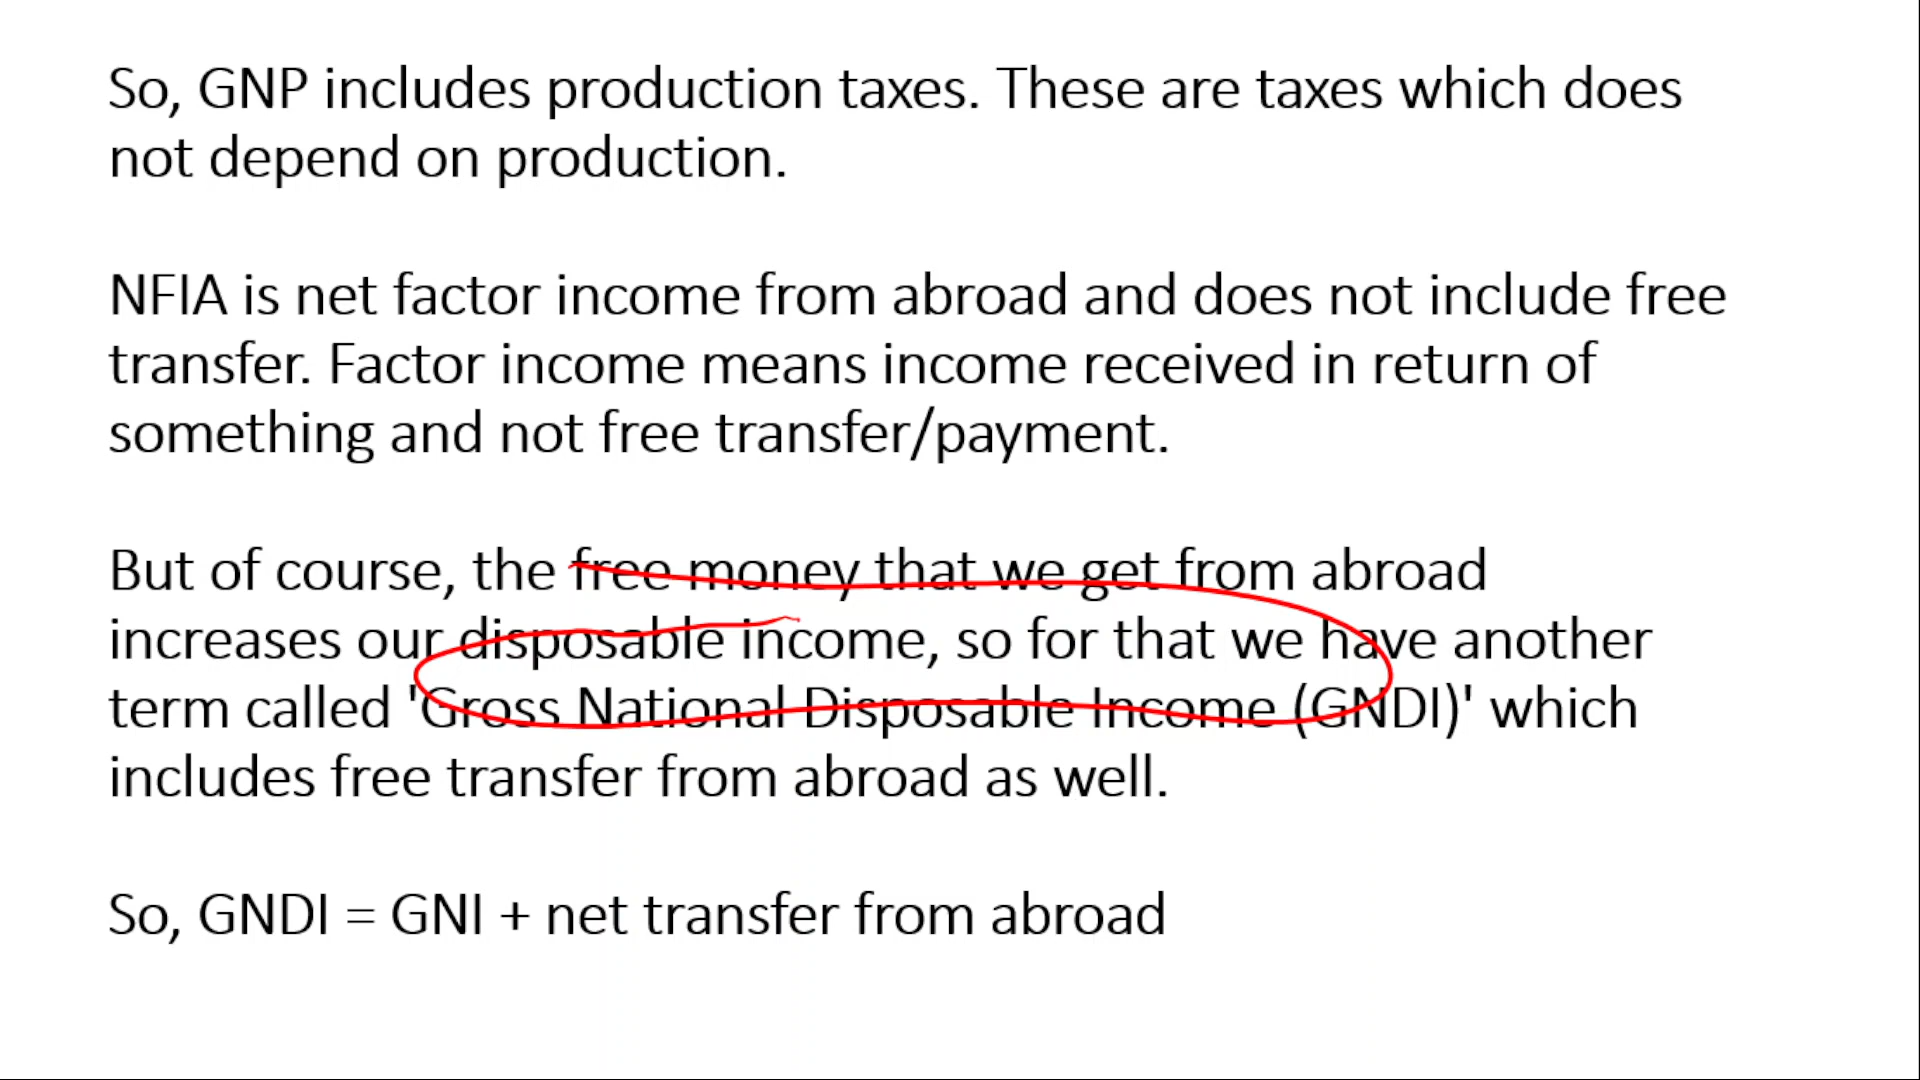 So, GNP includes production taxes. These are taxes which does
not depend on production.
NFIA is net factor income from abroad and does not include free
transfer. Factor income means income received in return of
something and not free transfer/payment.
But of course, the free money that we get from abroad
increases our disposable income, so for that we have another
term called 'Gross National Disposable Income (GNDI)' which
includes free transfer from abroad as well.
So, GNDI = GNI + net transfer from abroad